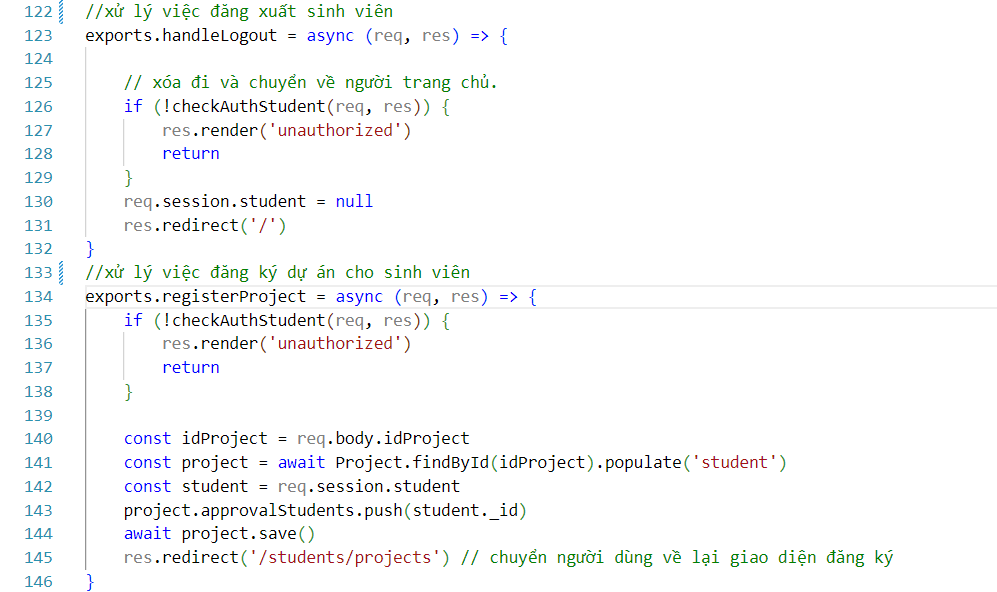 122 //xử lý việc đăng xuất sinh viên
123 exports.handleLogout = async (req, res) => {
124
125     // xóa đi và chuyển về người trang chủ.
126     if (!checkAuthStudent(req, res)) {
127         res.render('unauthorized')
128         return
129     }
130     req.session.student = null
131     res.redirect('/')
132 }
133 //xử lý việc đăng ký dự án cho sinh viên
134 exports.registerProject = async (req, res) => {
135     if (!checkAuthStudent(req, res)) {
136         res.render('unauthorized')
137         return
138     }
139
140     const idProject = req.body.idProject
141     const project = await Project.findById(idProject).populate('student')
142     const student = req.session.student
143     project.approvalStudents.push(student._id)
144     await project.save()
145     res.redirect('/students/projects') // chuyển người dùng về lại giao diện đăng ký
146 }